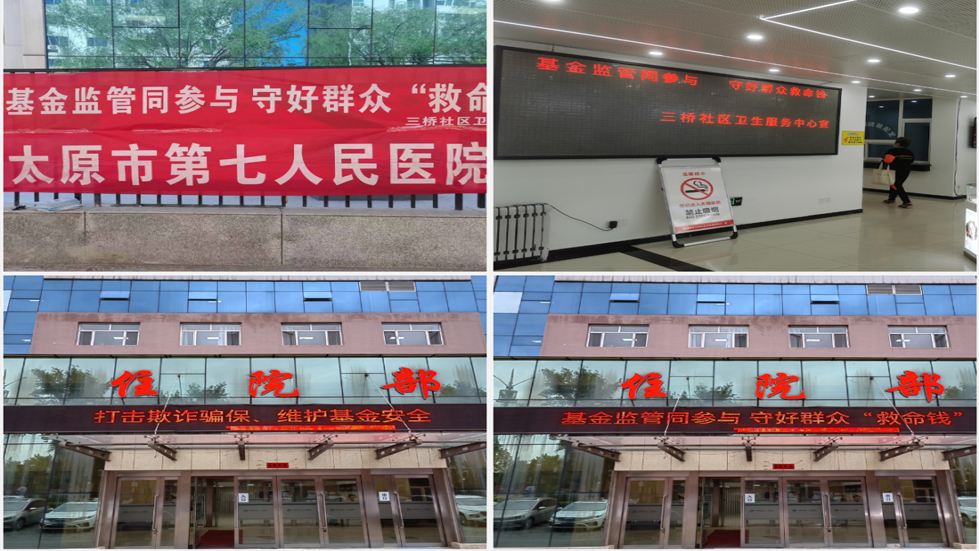 基金监管同参与 守好群众“救命
三桥社区卫
太原市第七人民医院
基金监管同参与 守好群众救命钱
三桥社区卫生服务中心宣
温馨提示
禁止吸烟
住院部
打击欺诈骗保、维护基金安全
住院部
基金监管同参与 守好群众“救命钱”